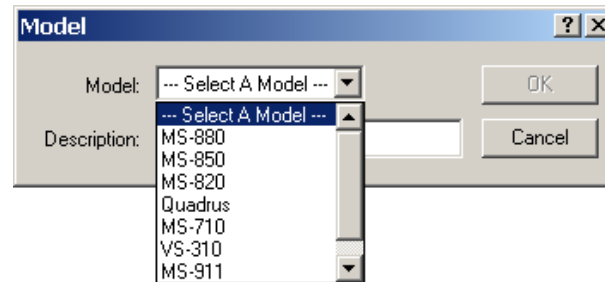 Model
Model: --- Select A Model --- OK
--- Select A Model ---
Description: MS-880 Cancel
MS-850
MS-820
Quadrus
MS-710
VS-310
MS-911